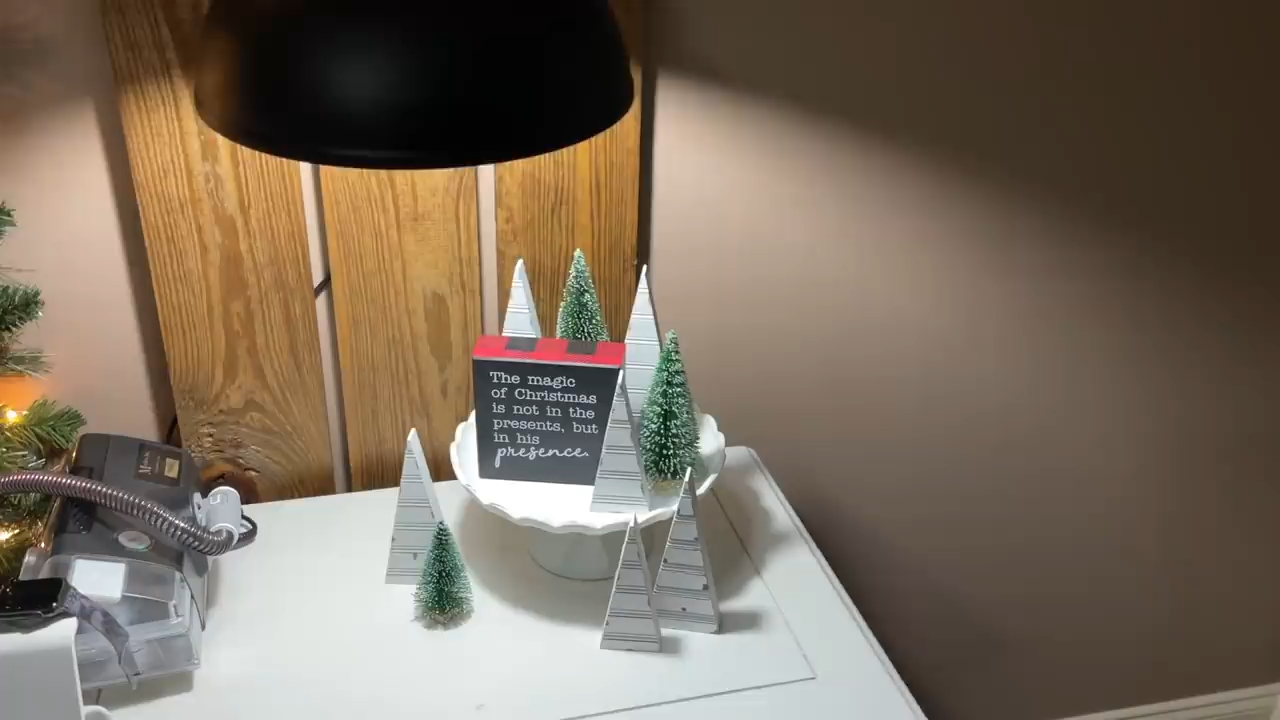 The magic
of Christmas
is not in the
presents, but
in his
presence.